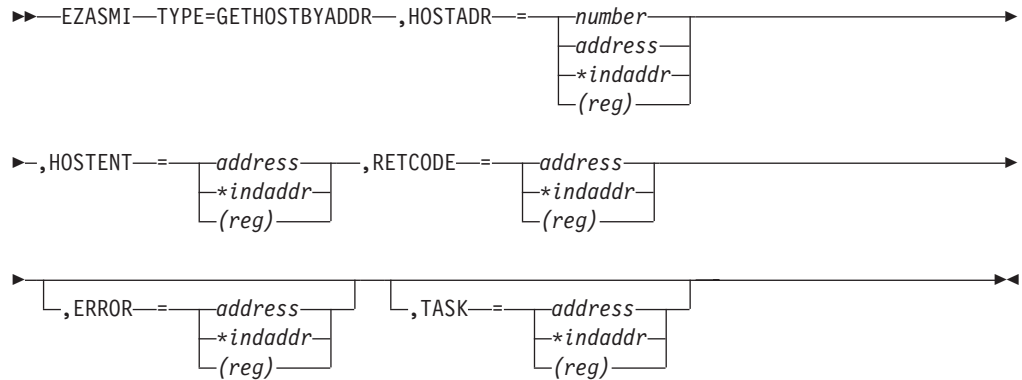 EZASMI TYPE=GETHOSTBYADDR ,HOSTADR = number
address
*indaddr
(reg)
,HOSTENT = address ,RETCODE = address
*indaddr *indaddr
(reg) (reg)
,ERROR = address ,TASK = address
*indaddr *indaddr
(reg) (reg)